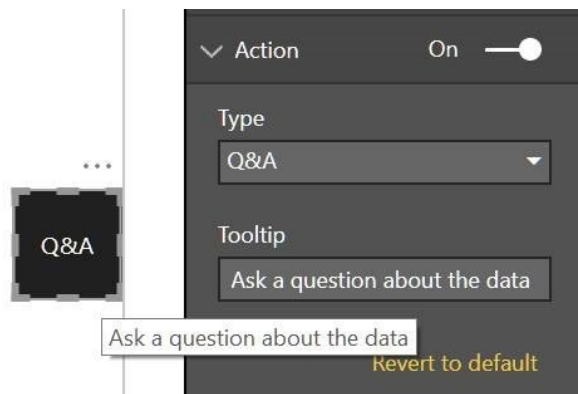 Action On
Type
Q&A
Tooltip
Ask a question about the data
Revert to default
Q&A
Ask a question about the data